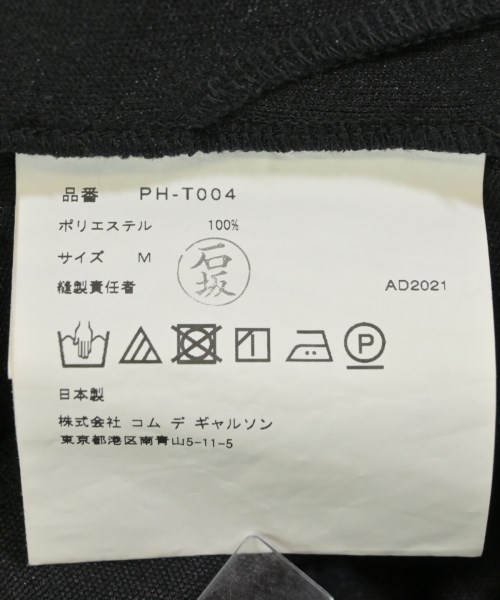 品番 PH-T004
ポリエステル 100%
サイズ M
石坂
縫製責任者 AD2021
P
日本製
株式会社 コム デ ギャルソン
東京都港区南青山5-11-5